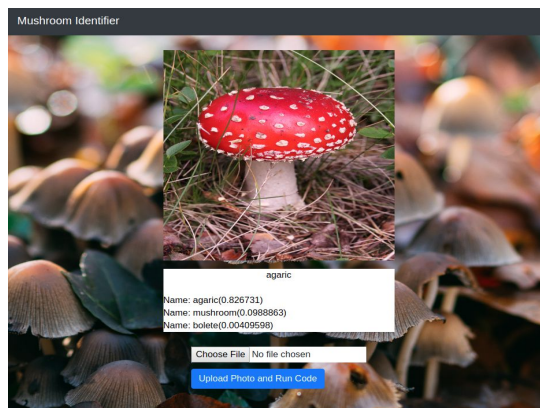 Mushroom Identifier
agaric
Name: agaric(0.826731)
Name: mushroom(0.0988863)
Name: bolete(0.00409598)
Choose File No file chosen
Upload Photo and Run Code